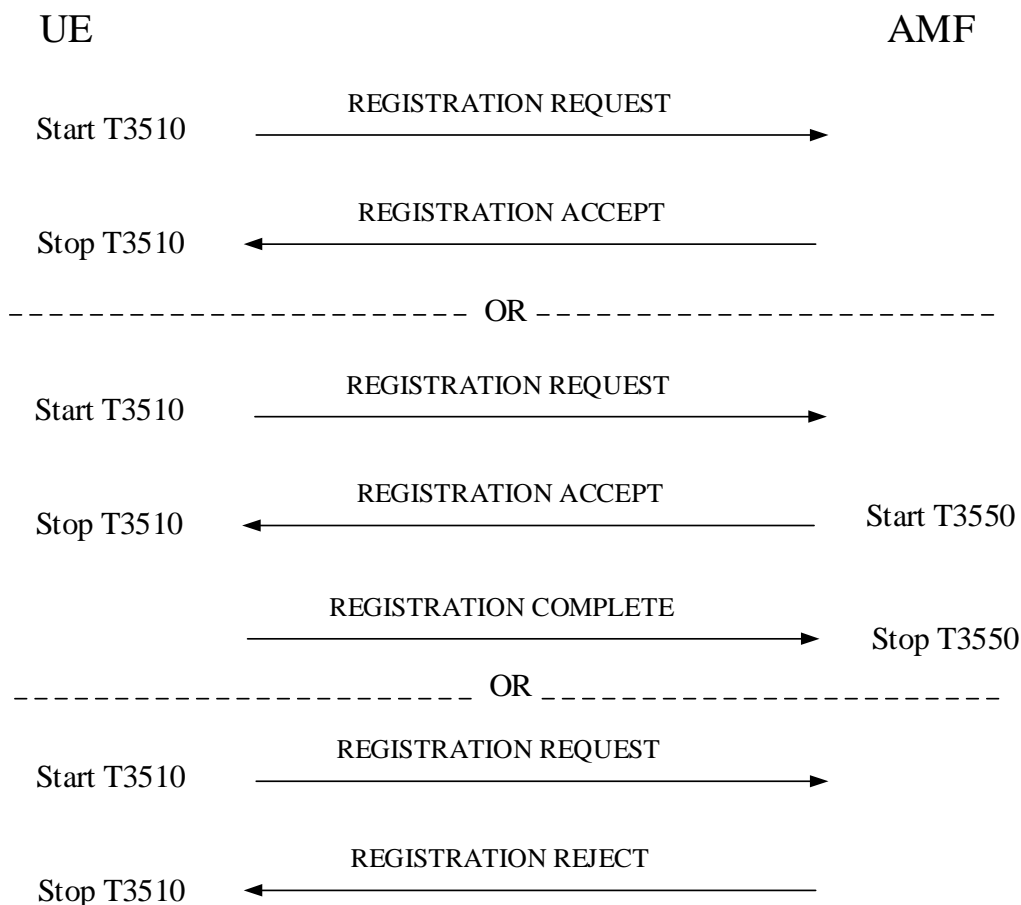 UE AMF
REGISTRATION REQUEST
Start T3510
REGISTRATION ACCEPT
Stop T3510
OR
REGISTRATION REQUEST
Start T3510
REGISTRATION ACCEPT
Stop T3510 Start T3550
REGISTRATION COMPLETE
Stop T3550
OR
REGISTRATION REQUEST
Start T3510
REGISTRATION REJECT
Stop T3510